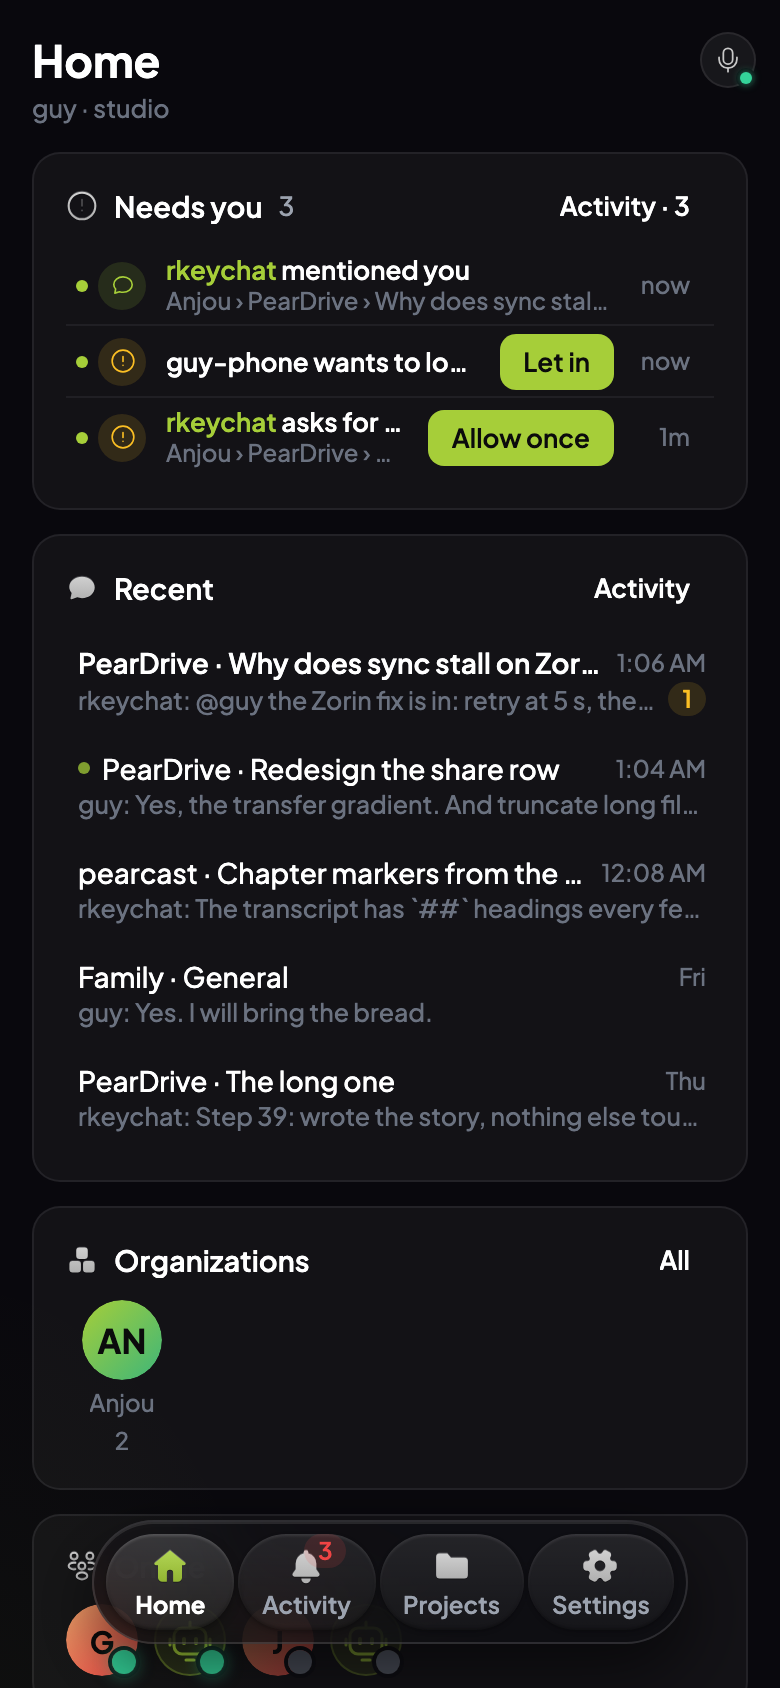 Home
guy · studio
Needs you 3
Activity · 3
rkeychat mentioned you
Anjou › PearDrive › Why does sync stal…
now
guy-phone wants to lo…
Let in
now
rkeychat asks for …
Anjou › PearDrive › …
Allow once
1m
Recent
Activity
PearDrive · Why does sync stall on Zor…
1:06 AM
rkeychat: @guy the Zorin fix is in: retry at 5 s, the…
1
PearDrive · Redesign the share row
1:04 AM
guy: Yes, the transfer gradient. And truncate long fil…
pearcast · Chapter markers from the …
12:08 AM
rkeychat: The transcript has `##` headings every fe…
Family · General
Fri
guy: Yes. I will bring the bread.
PearDrive · The long one
Thu
rkeychat: Step 39: wrote the story, nothing else tou…
Organizations
All
AN
Anjou
2
3
Home
Activity
Projects
Settings
G
J